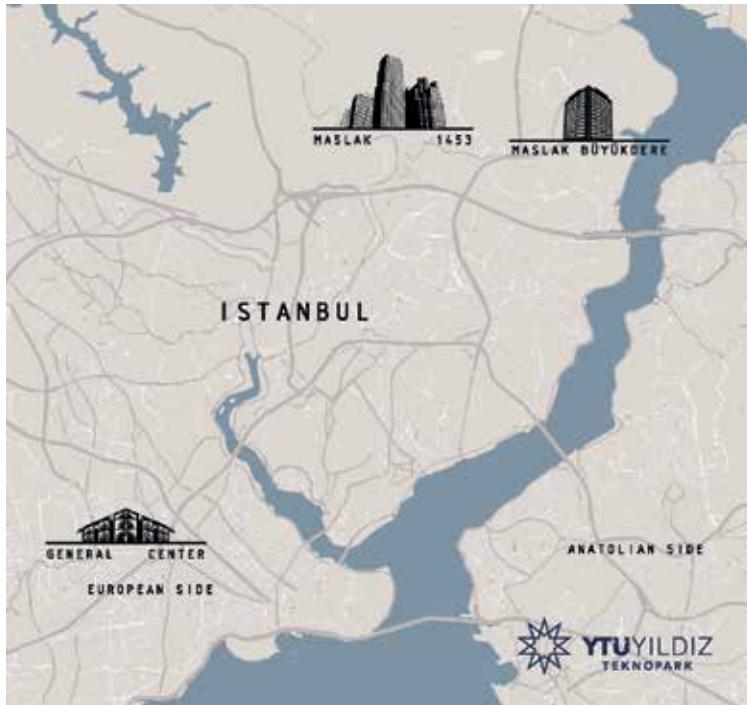 MASLAK 1453
MASLAK BÜYÜKDERE
ISTANBUL
GENERAL CENTER
EUROPEAN SIDE
ANATOLIAN SIDE
YTUYILDIZ
TEKNOPARK